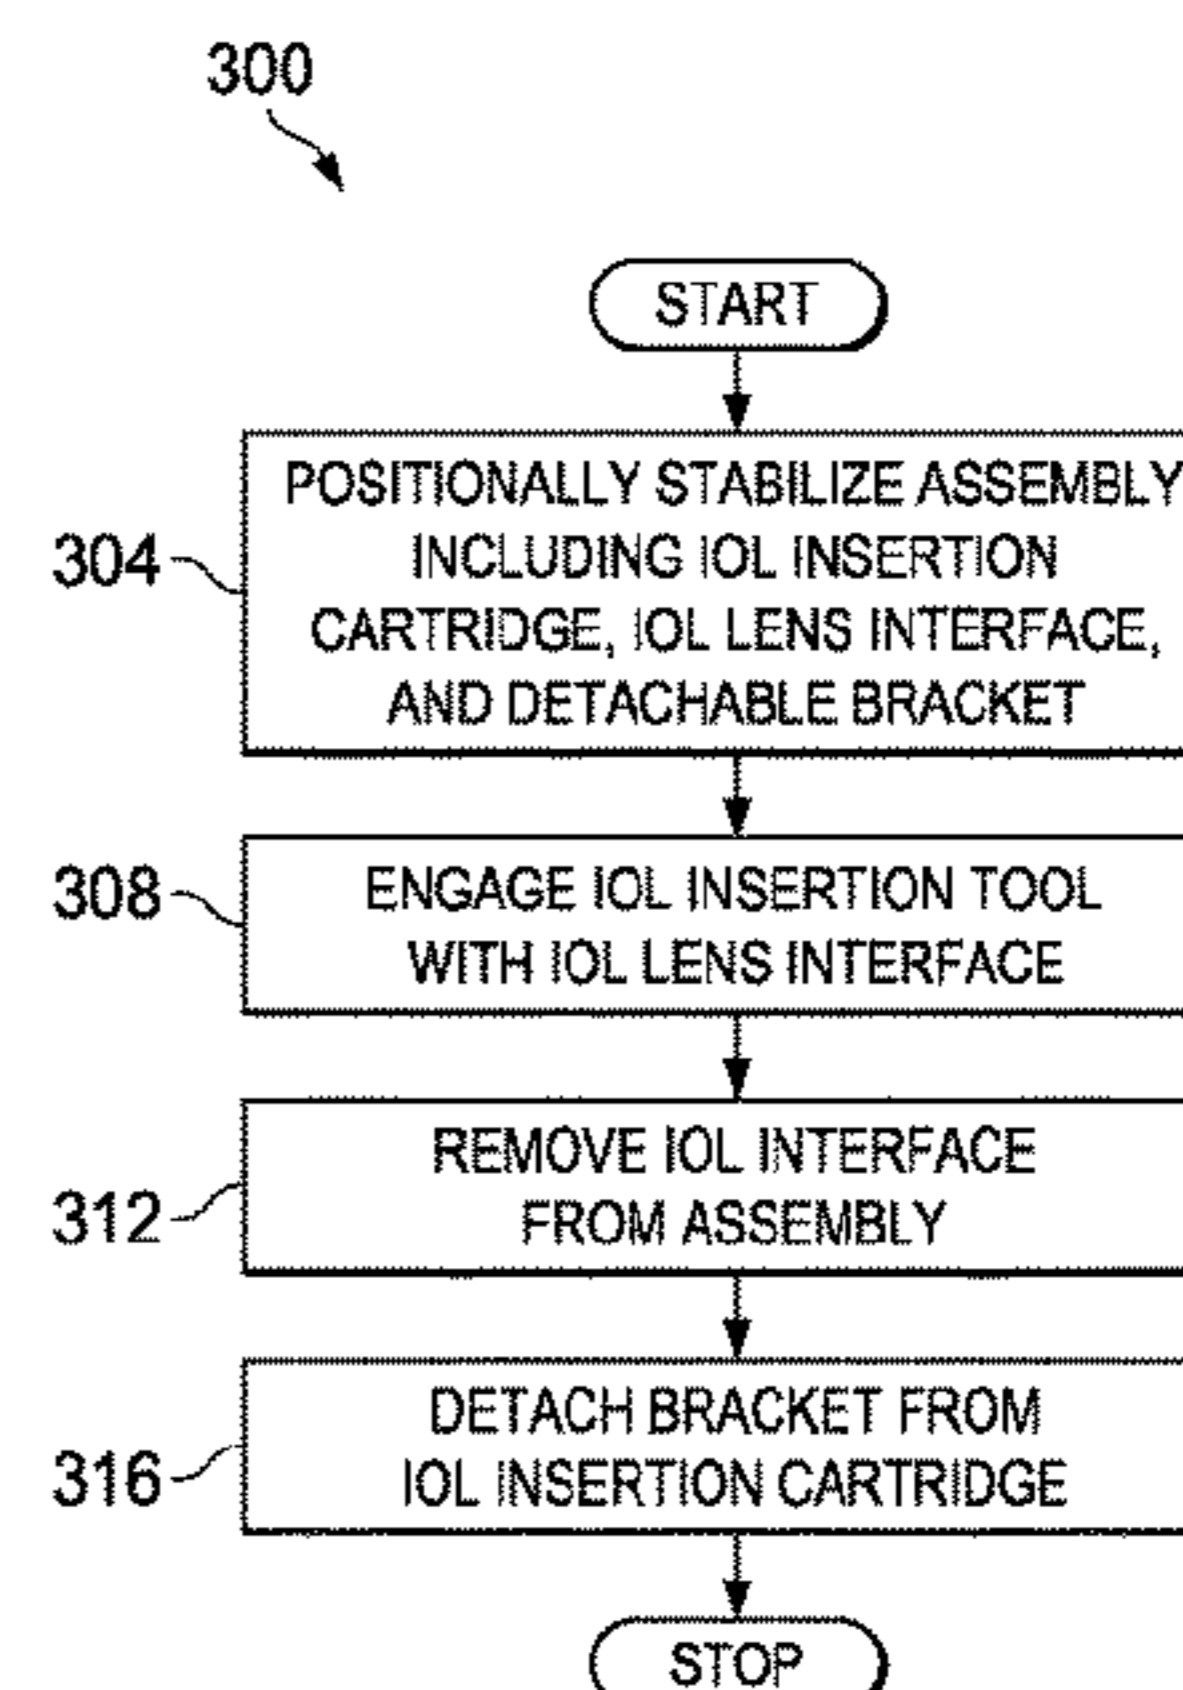 300
START
304
POSITIONALLY STABILIZE ASSEMBLY
INCLUDING IOL INSERTION
CARTRIDGE, IOL LENS INTERFACE,
AND DETACHABLE BRACKET
308
ENGAGE IOL INSERTION TOOL
WITH IOL LENS INTERFACE
312
REMOVE IOL INTERFACE
FROM ASSEMBLY
316
DETACH BRACKET FROM
IOL INSERTION CARTRIDGE
STOP